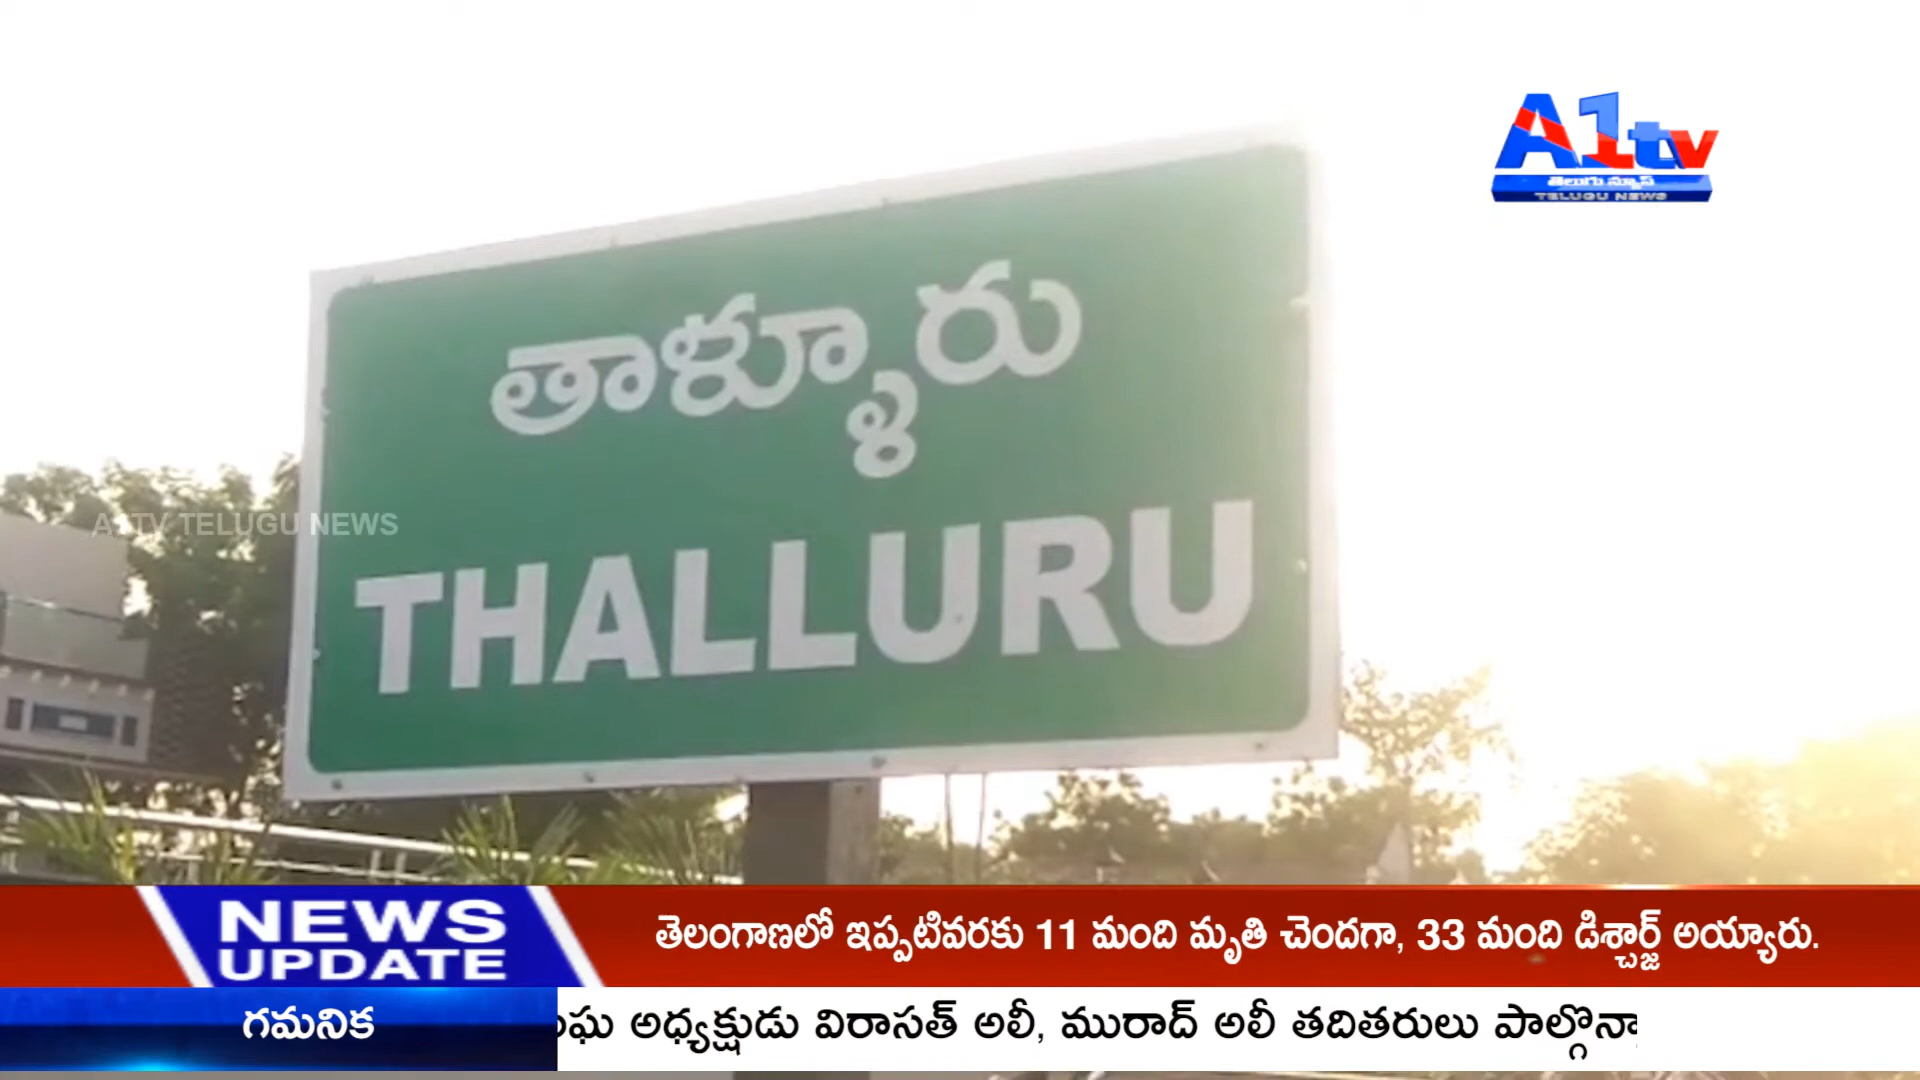 A1tv
తెలుగు న్యూస్
TELUGU NEWS
తాళ్ళూరు
A1TV TELUGU NEWS
THALLURU
NEWS
UPDATE
తెలంగాణలో ఇప్పటివరకు 11 మంది మృతి చెందగా, 33 మంది డిశ్చార్జ్ అయ్యారు.
గమనిక
అధ్యక్షుడు విరాసత్ అలీ, మురాద్ అలీ తదితరులు